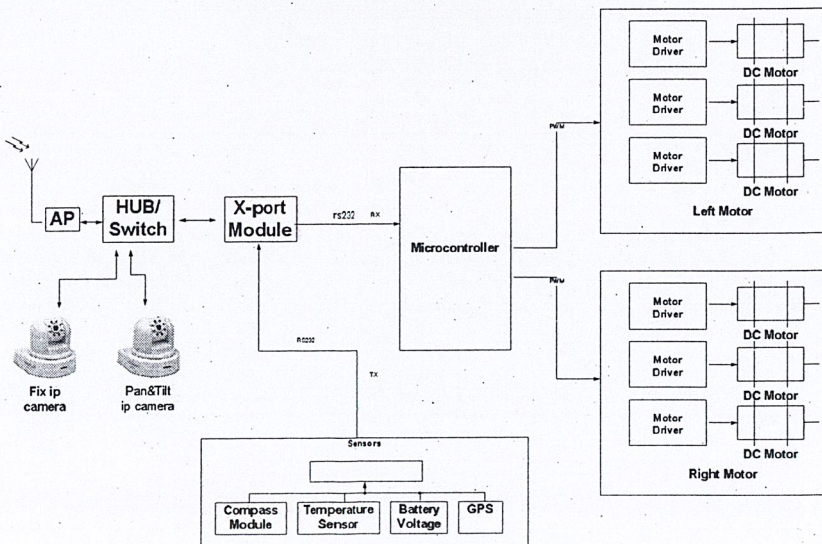 AP
HUB/
Switch
X-port
Module
rs232 RX
Microcontroller
PWM
PWM
Motor
Driver
DC Motor
Motor
Driver
DC Motor
Motor
Driver
DC Motor
Left Motor
Motor
Driver
DC Motor
Motor
Driver
DC Motor
Motor
Driver
DC Motor
Right Motor
Fix ip
camera
Pan&Tilt
ip camera
RS232
TX
Sensors
Compass
Module
Temperature
Sensor
Battery
Voltage
GPS